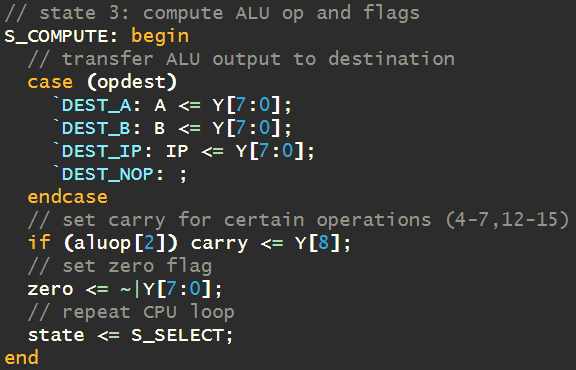 // state 3: compute ALU op and flags
S_COMPUTE: begin
  // transfer ALU output to destination
  case (opdest)
    `DEST_A: A <= Y[7:0];
    `DEST_B: B <= Y[7:0];
    `DEST_IP: IP <= Y[7:0];
    `DEST_NOP: ;
  endcase
  // set carry for certain operations (4-7,12-15)
  if (aluop[2]) carry <= Y[8];
  // set zero flag
  zero <= ~|Y[7:0];
  // repeat CPU loop
  state <= S_SELECT;
end